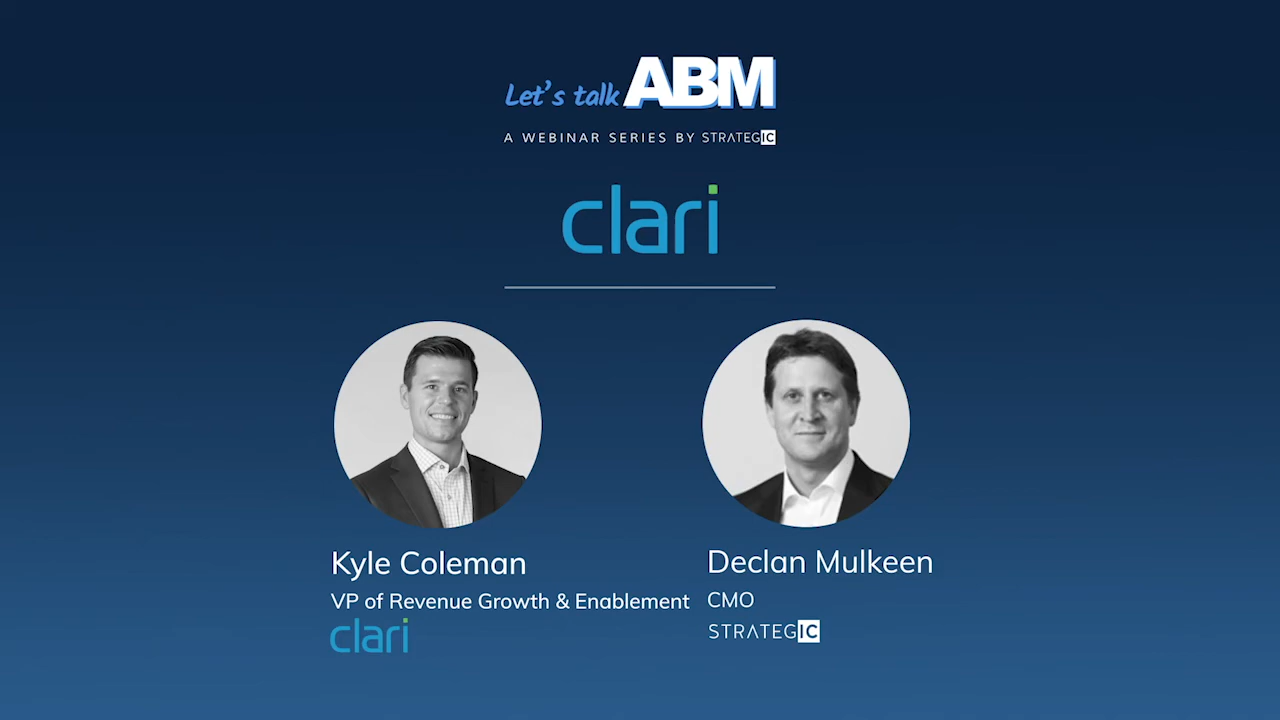 Let's talk ABM
A WEBINAR SERIES BY STRATEGIC
clari
Kyle Coleman
VP of Revenue Growth & Enablement
clari
Declan Mulkeen
CMO
STRATEGIC